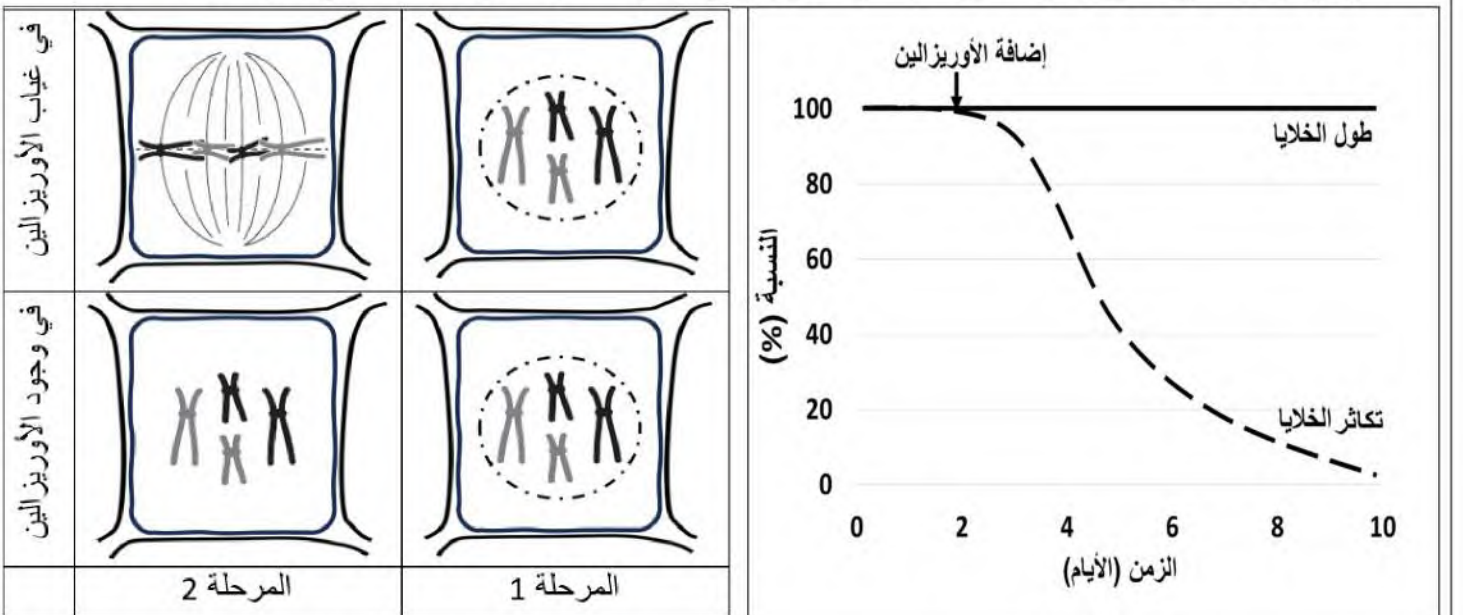 في غياب الأوريزالين
في وجود الأوريزالين
المرحلة 1
المرحلة 2
إضافة الأوريزالين
طول الخلايا
تكاثر الخلايا
النسبة (%)
100
80
60
40
20
0
0 2 4 6 8 10
الزمن (الأيام)